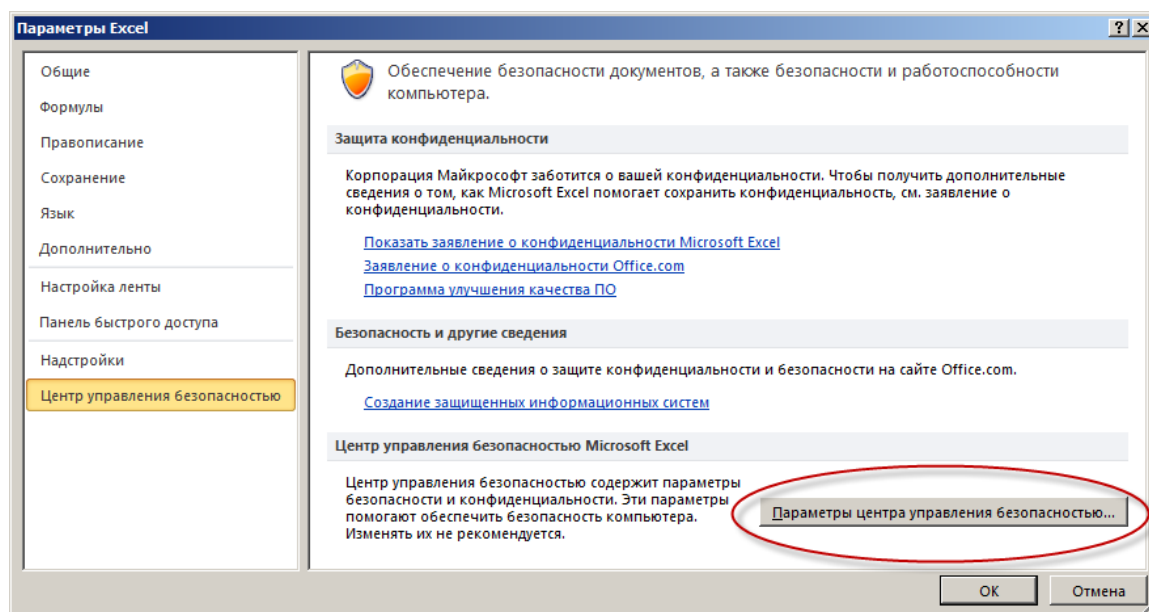 Параметры Excel
Общие
Формулы
Правописание
Сохранение
Язык
Дополнительно
Настройка ленты
Панель быстрого доступа
Надстройки
Центр управления безопасностью
Обеспечение безопасности документов, а также безопасности и работоспособности
компьютера.
Защита конфиденциальности
Корпорация Майкрософт заботится о вашей конфиденциальности. Чтобы получить дополнительные
сведения о том, как Microsoft Excel помогает сохранить конфиденциальность, см. заявление о
конфиденциальности.
Показать заявление о конфиденциальности Microsoft Excel
Заявление о конфиденциальности Office.com
Программа улучшения качества ПО
Безопасность и другие сведения
Дополнительные сведения о защите конфиденциальности и безопасности на сайте Office.com.
Создание защищенных информационных систем
Центр управления безопасностью Microsoft Excel
Центр управления безопасностью содержит параметры
безопасности и конфиденциальности. Эти параметры
помогают обеспечить безопасность компьютера.
Изменять их не рекомендуется.
Параметры центра управления безопасностью...
ОК
Отмена